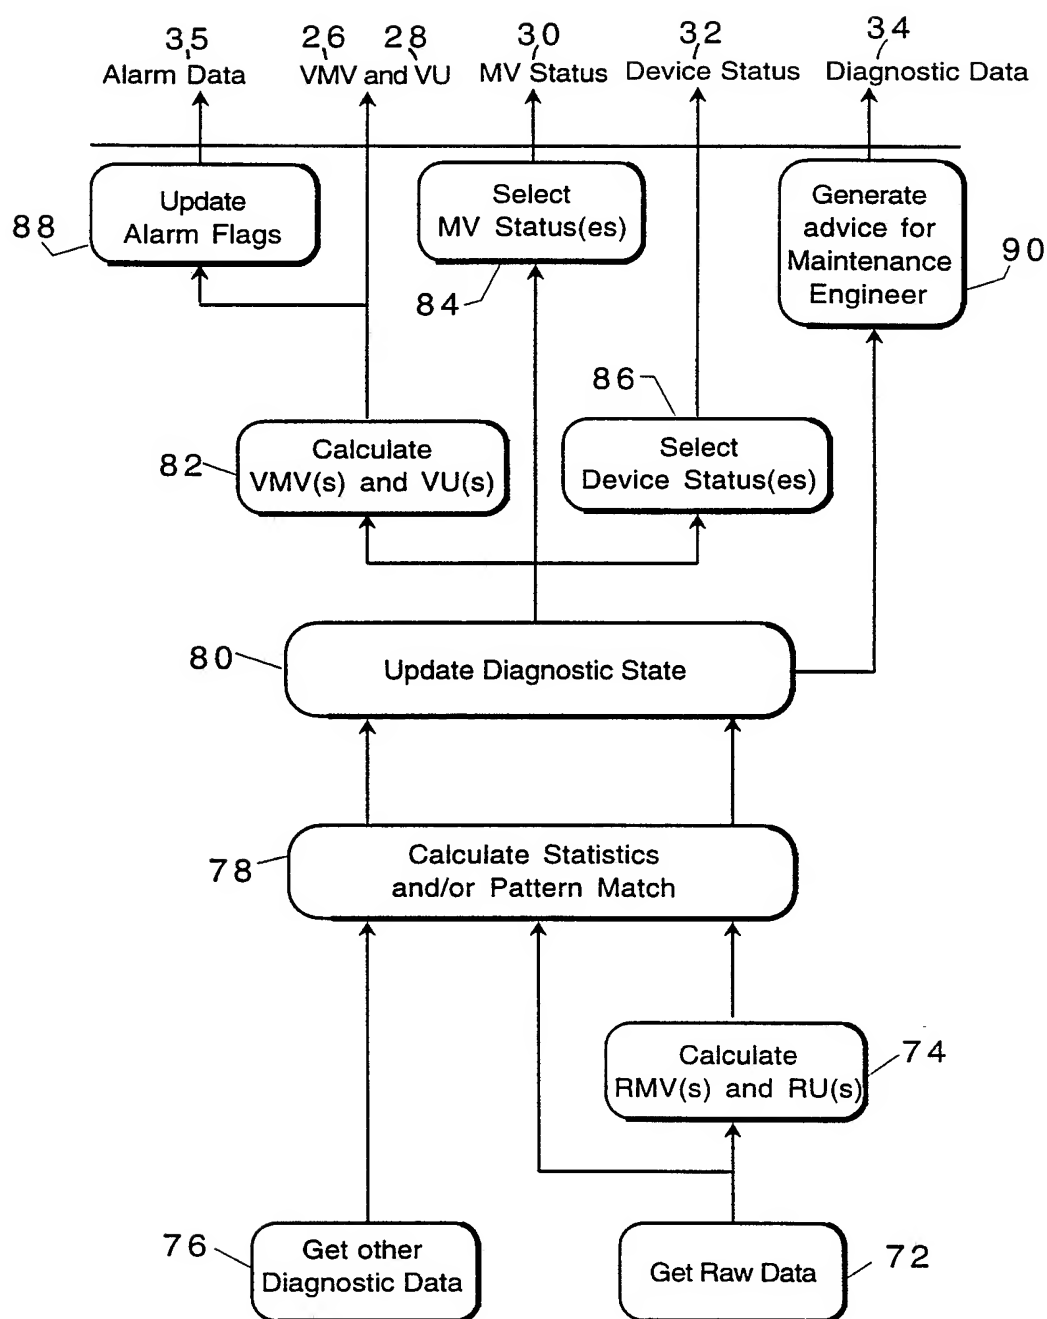 35 26 28 30 32 34
Alarm Data VMV and VU MV Status Device Status Diagnostic Data
Update
Alarm Flags
88
Select
MV Status(es)
84
Generate
advice for
Maintenance
Engineer
90
86
Calculate
VMV(s) and VU(s)
82
Select
Device Status(es)
80
Update Diagnostic State
78
Calculate Statistics
and/or Pattern Match
Calculate
RMV(s) and RU(s)
74
76
Get other
Diagnostic Data
Get Raw Data
72